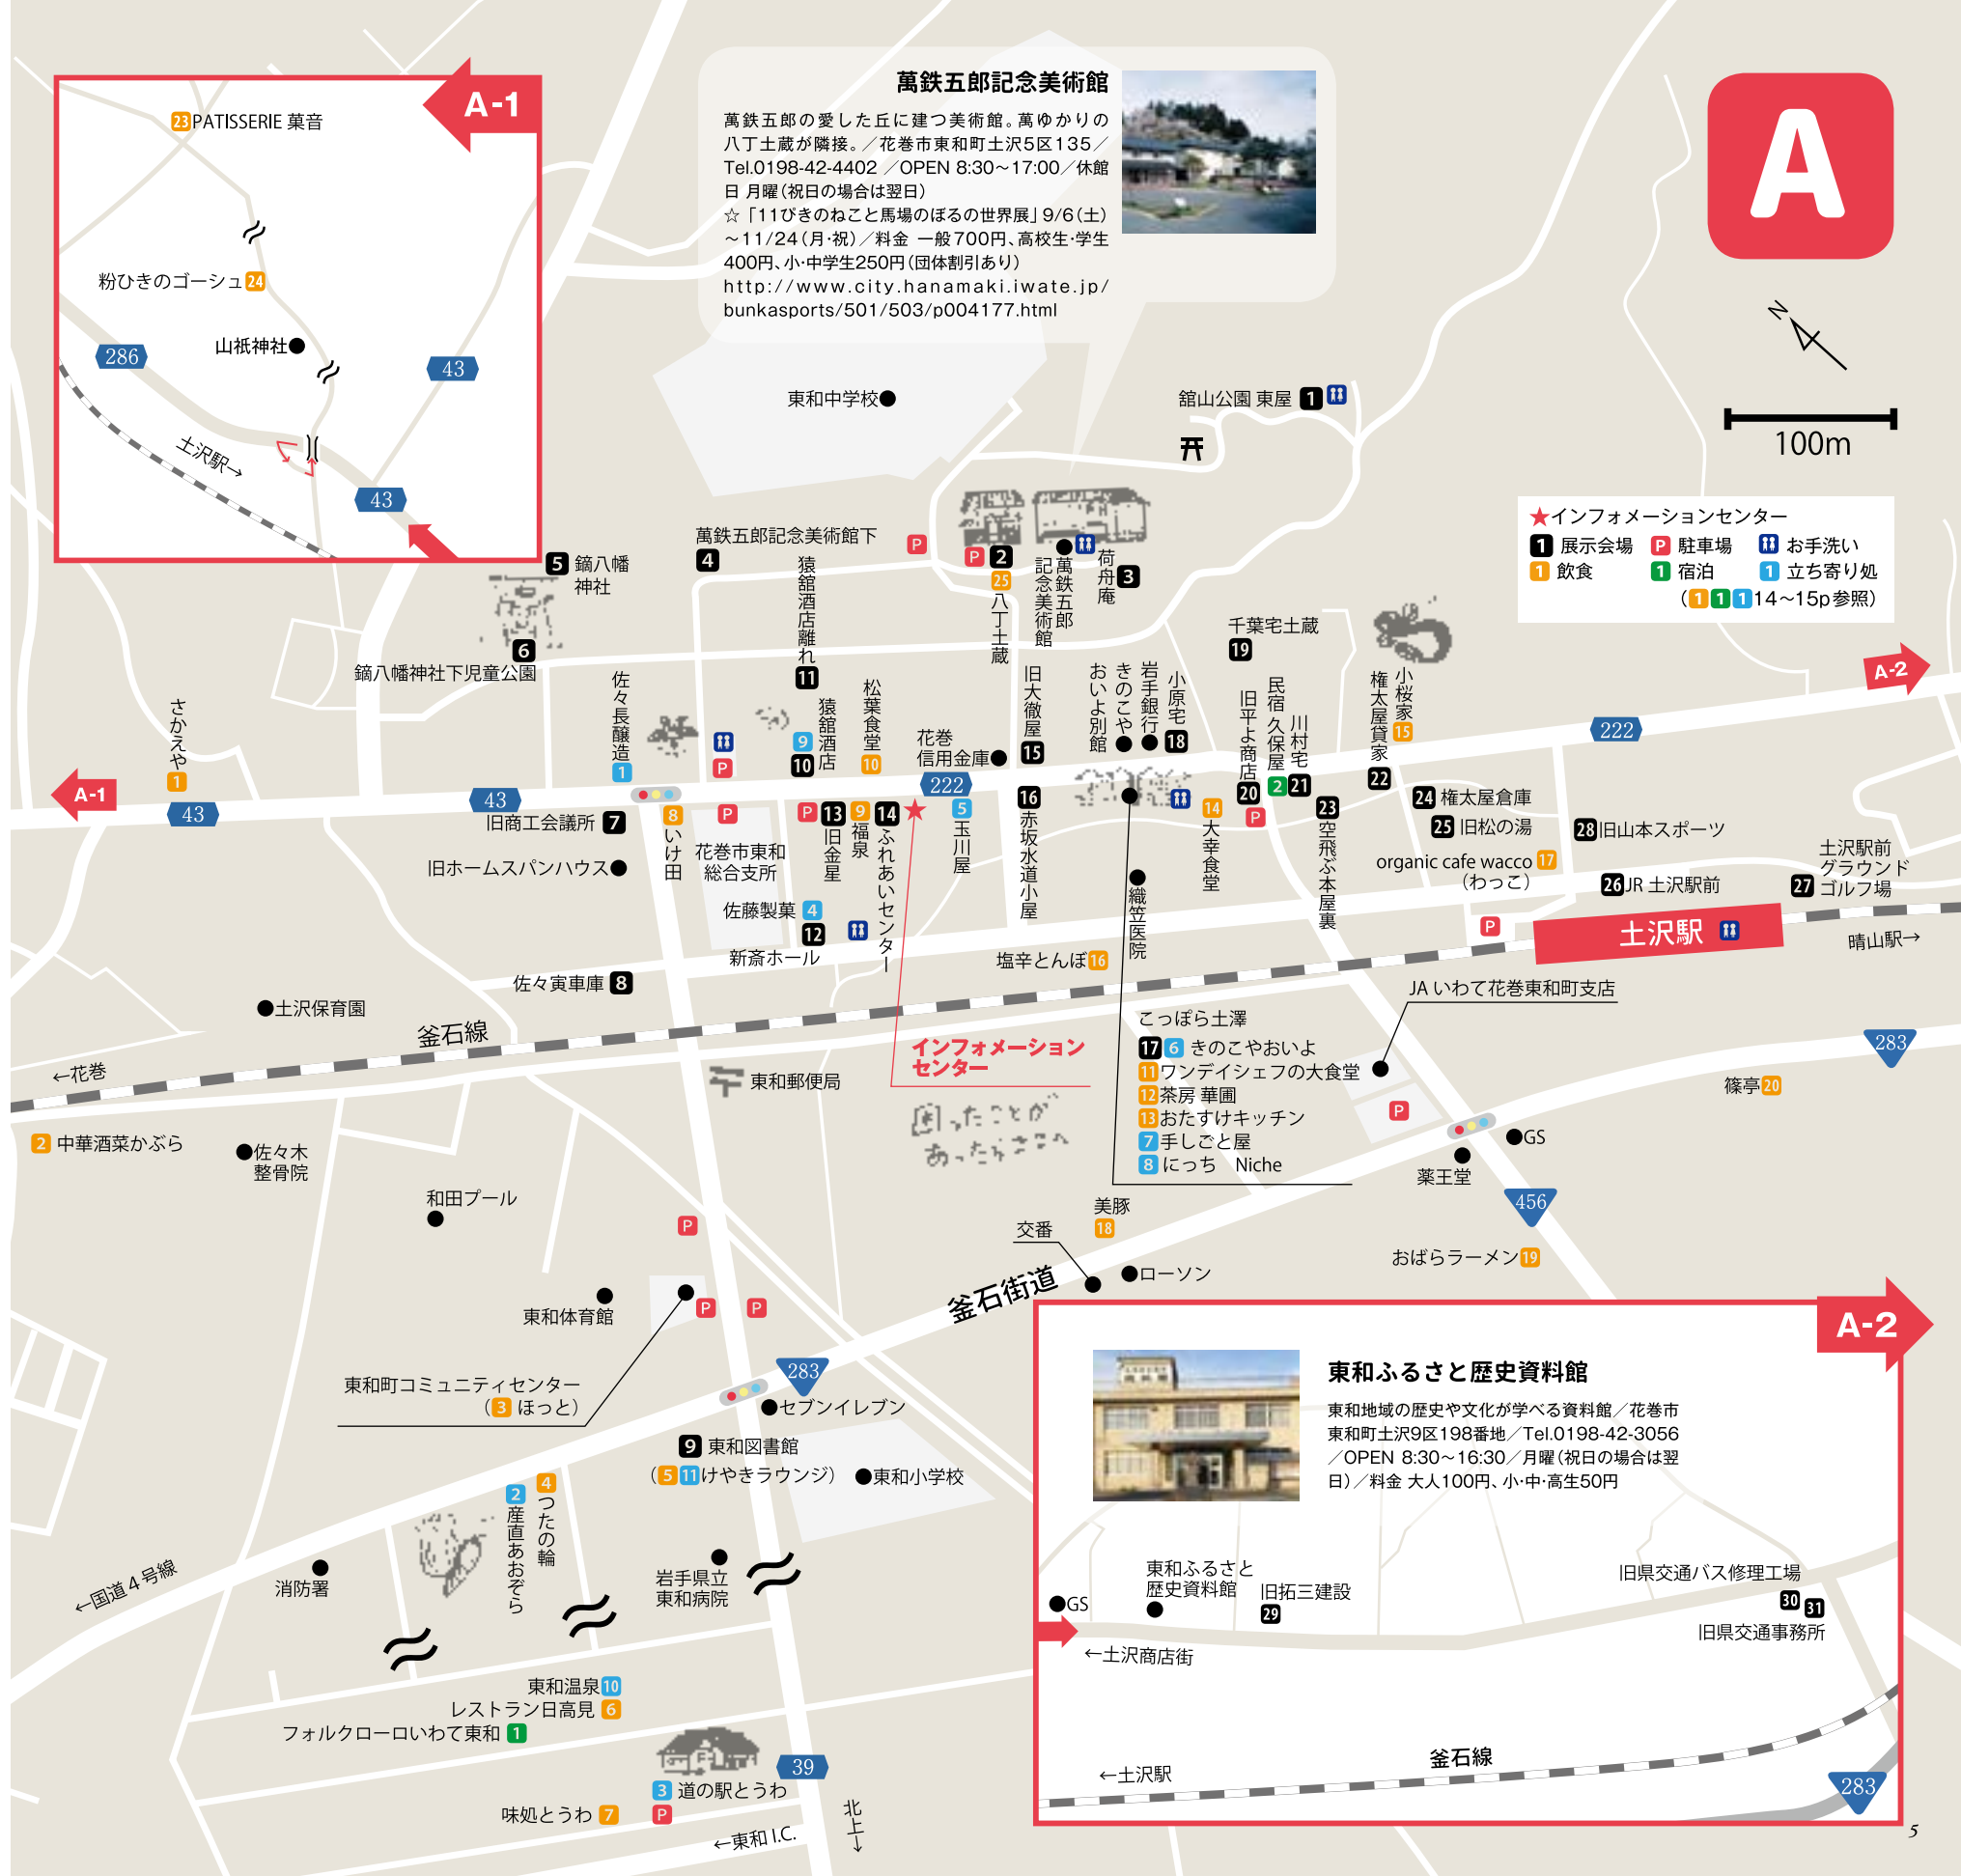 A-1
23 PATISSERIE 菓音
粉ひきのゴーシュ 24
山祇神社
286
43
土沢駅→
43
萬鉄五郎記念美術館
萬鉄五郎の愛した丘に建つ美術館。萬ゆかりの
八丁土蔵が隣接。／花巻市東和町土沢5区135／
Tel.0198-42-4402 ／OPEN 8:30〜17:00／休館
日 月曜（祝日の場合は翌日）
☆「11ぴきのねこと馬場のぼるの世界展」9/6（土）
〜11/24（月・祝）／料金 一般700円、高校生・学生
400円、小・中学生250円（団体割引あり）
http://www.city.hanamaki.iwate.jp/
bunkasports/501/503/p004177.html
A
N
100m
★インフォメーションセンター
1 展示会場 P 駐車場 お手洗い
1 飲食 1 宿泊 1 立ち寄り処
（1 1 1 14〜15p参照）
東和中学校
舘山公園 東屋 1
5 鏑八幡
神社
萬鉄五郎記念美術館下
4
P
P 2
25
八丁土蔵
萬鉄五郎
記念美術館
荷舟庵 3
6
鏑八幡神社下児童公園
猿舘酒店離れ
11
千葉宅土蔵
19
A-2
さかえや
1
佐々長醸造
1
P
9
10
猿舘酒店
松葉食堂
10
花巻
信用金庫
旧大徹屋
15
おいよ別館
きのこや
岩手銀行
小原宅
18
旧平よ商店
20
民宿 久保屋
2
川村宅
21
権太屋貸家
22
小桜家
15
222
A-1
43
43
222
旧商工会議所 7
8
いけ田
P
花巻市東和
総合支所
P 13
旧金星
9
福泉
14
ふれあいセンター
5
玉川屋
16
赤坂水道小屋
14
大幸食堂
P
23
空飛ぶ本屋裏
24 権太屋倉庫
25 旧松の湯
28 旧山本スポーツ
organic cafe wacco 17
（わっこ）
26 JR 土沢駅前
土沢駅前
グラウンド
27 ゴルフ場
旧ホームスパンハウス
佐藤製菓 4
12
新斎ホール
織笠医院
塩辛とんぼ 16
P
土沢駅
晴山駅→
佐々寅車庫 8
土沢保育園
釜石線
←花巻
JA いわて花巻東和町支店
インフォメーション
センター
こっぽら土澤
17 6 きのこやおいよ
11 ワンデイシェフの大食堂
12 茶房 華圃
13 おたすけキッチン
7 手しごと屋
8 にっち Niche
283
篠亭 20
東和郵便局
困ったことが
あったらさぁへ
P
GS
薬王堂
456
2 中華酒菜かぶら
佐々木
整骨院
和田プール
P
美豚
18
交番
ローソン
おばらラーメン 19
釜石街道
東和体育館
P
P
東和町コミュニティセンター
（3 ほっと）
283
セブンイレブン
9 東和図書館
（5 11 けやきラウンジ）
東和小学校
2
産直あおぞら
4
つたの輪
岩手県立
東和病院
消防署
←国道４号線
東和温泉 10
レストラン日高見 6
フォルクローロいわて東和 1
39
3 道の駅とうわ
味処とうわ 7
P
←東和 I.C.
北上→
A-2
東和ふるさと歴史資料館
東和地域の歴史や文化が学べる資料館／花巻市
東和町土沢9区198番地／Tel.0198-42-3056
／OPEN 8:30〜16:30／月曜（祝日の場合は翌
日）／料金 大人100円、小・中・高生50円
GS
東和ふるさと
歴史資料館
旧拓三建設
29
旧県交通バス修理工場
30
31
旧県交通事務所
←土沢商店街
←土沢駅
釜石線
283
5